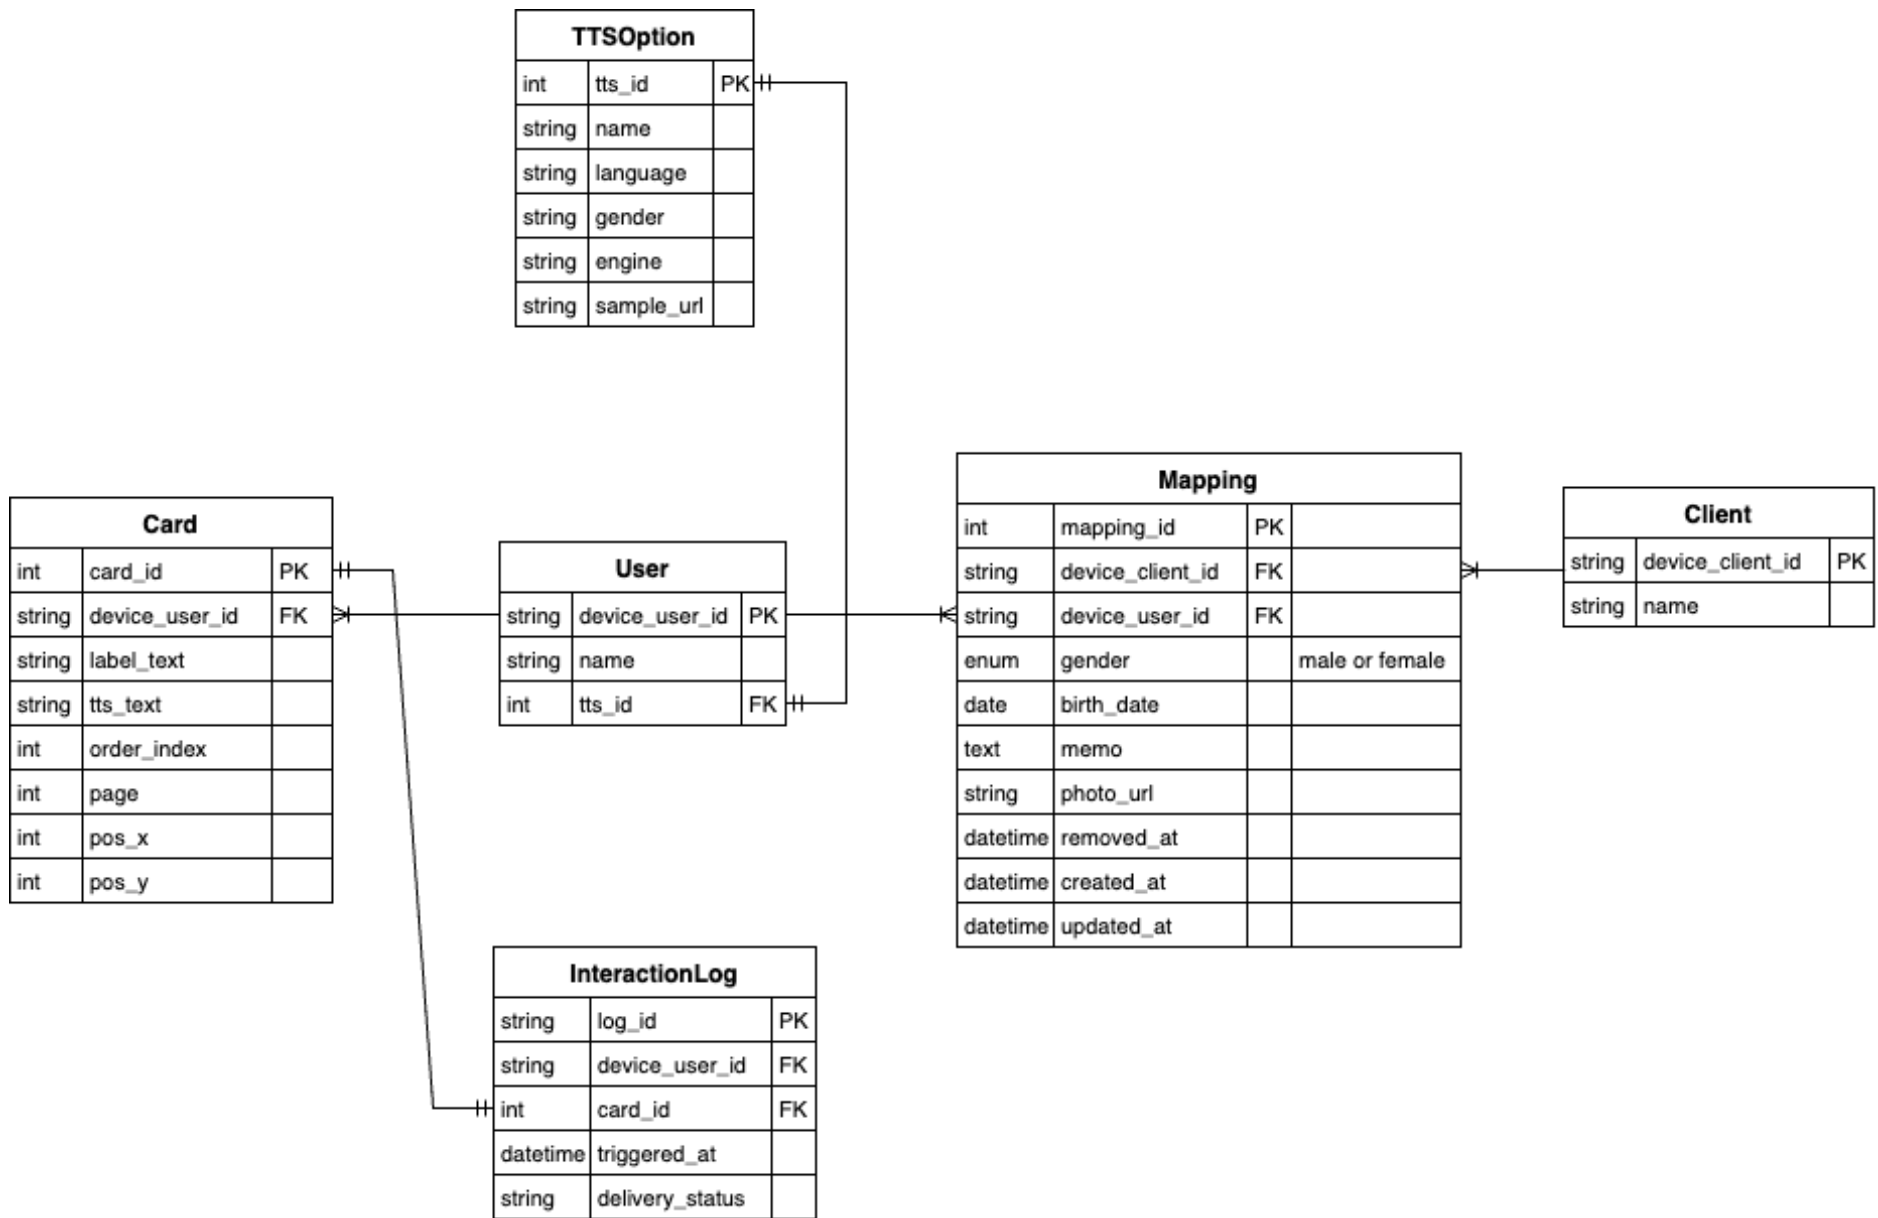 TTSOption
int tts_id PK
string name
string language
string gender
string engine
string sample_url
Card
int card_id PK
string device_user_id FK
string label_text
string tts_text
int order_index
int page
int pos_x
int pos_y
User
string device_user_id PK
string name
int tts_id FK
Mapping
int mapping_id PK
string device_client_id FK
string device_user_id FK
enum gender male or female
date birth_date
text memo
string photo_url
datetime removed_at
datetime created_at
datetime updated_at
Client
string device_client_id PK
string name
InteractionLog
string log_id PK
string device_user_id FK
int card_id FK
datetime triggered_at
string delivery_status